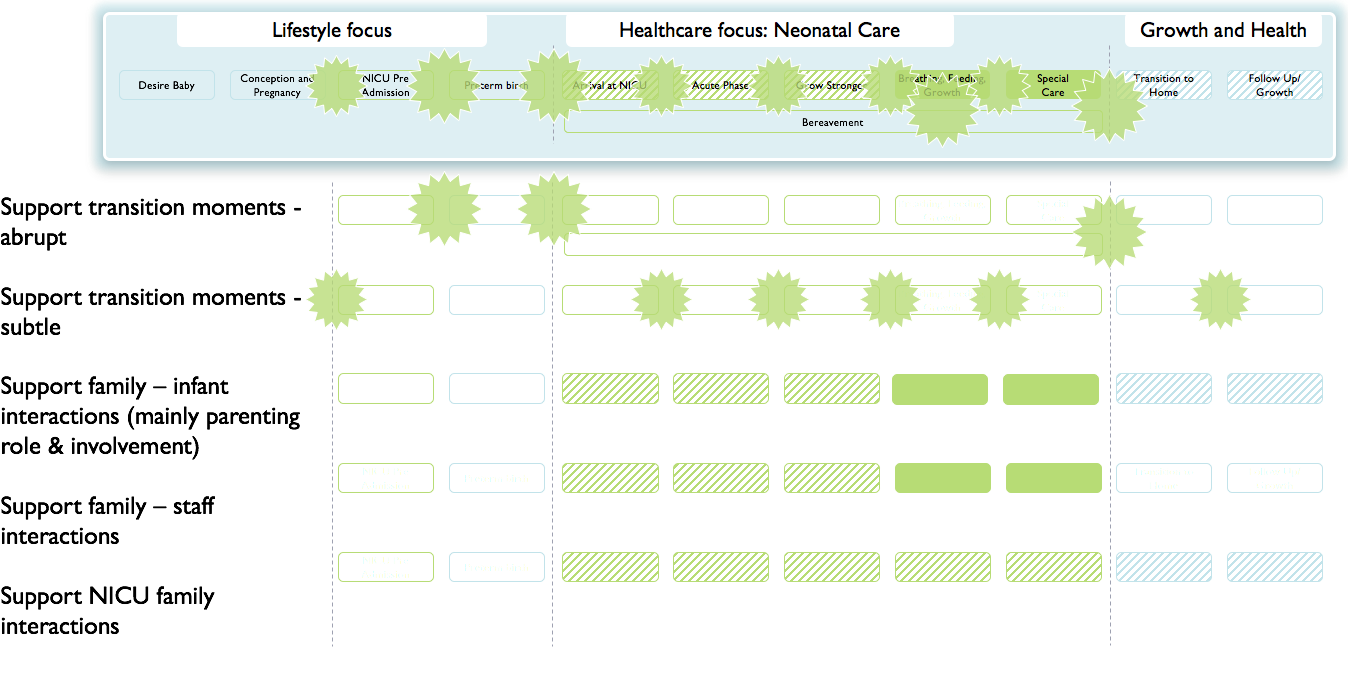 Lifestyle focus
Healthcare focus: Neonatal Care
Growth and Health
Desire Baby
Conception and
Pregnancy
NICU Pre
Admission
Preterm birth
Arrival at NICU
Acute Phase
Grow Stronger
Breathing, Feeding,
Growth
Special
Care
Transition to
Home
Follow Up/
Growth
Bereavement
Support transition moments -
abrupt
Support transition moments -
subtle
Support family – infant
interactions (mainly parenting
role & involvement)
Support family – staff
interactions
Support NICU family
interactions